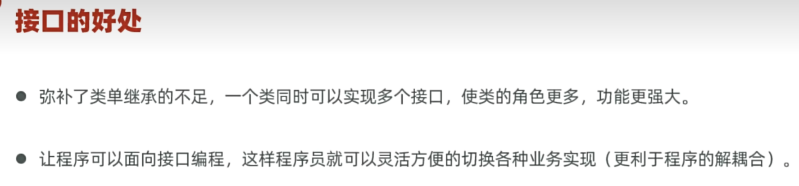 接口的好处
弥补了类单继承的不足，一个类同时可以实现多个接口，使类的角色更多，功能更强大。
让程序可以面向接口编程，这样程序员就可以灵活方便的切换各种业务实现（更利于程序的解耦合）。